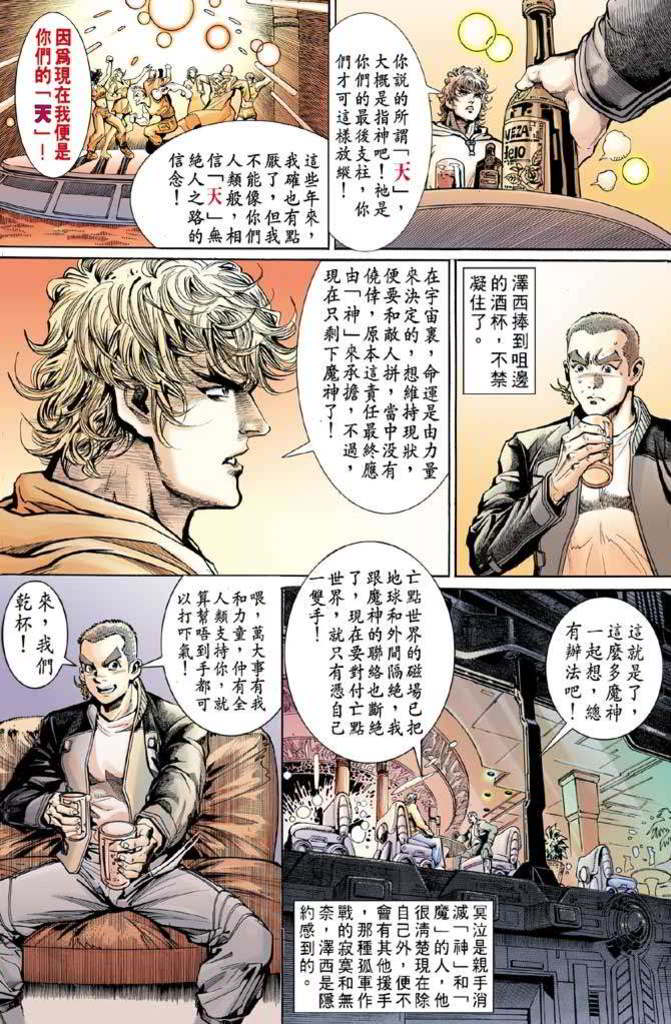 你說的所謂「天」，
大概是指神吧！祂是
你們的最後支柱，你
們才可這樣放縱！
VEZA
這些年來，
我確也有點
厭了，但我
不能像你們
人類般，相
信「天」無
絕人之路的
信念！
因爲現在我便是
你們的「天」！
澤西捧到咀邊
的酒杯，不禁
凝住了。
在宇宙裏，命運是由力量
來決定的，想維持現狀，
便要和敵人拼，當中沒有
僥倖，原本這責任最終應
由「神」來承擔，不過，
現在只剩下魔神了！
這就是了，
這麼多魔神
一起想，總
有辦法吧！
亡點世界的磁場已把
地球和外間隔絕，我
跟魔神的聯絡也斷絕
了，現在要對付亡點
世界，就只有憑自己
一雙手！
冥泣是親手消
減「神」和「
魔」的人，他
很清楚現在除
自己外，便不
會有其他援手
，那種孤軍作
戰的寂寞和無
奈，澤西是隱
約感到的。
喂，萬大事有我
和力童，仲有全
人類支持你，就
算幫唔到手都可
以打吓氣！
來，我們
乾杯！